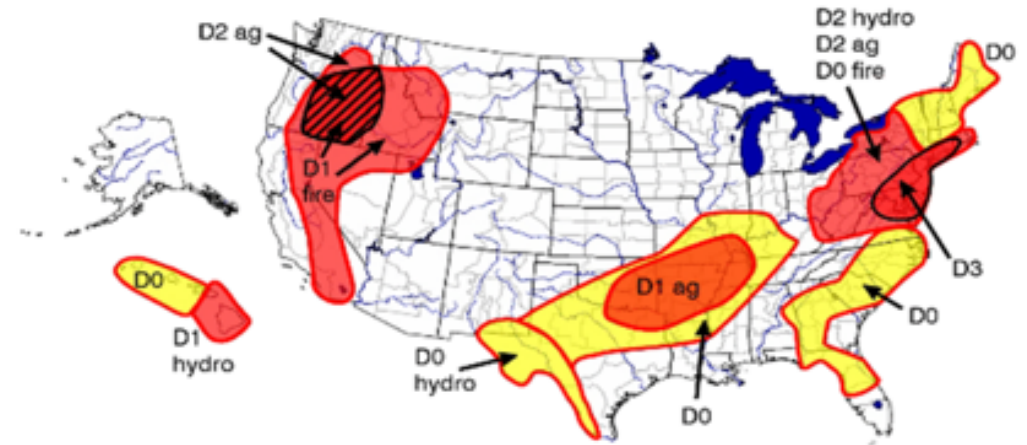 D2 ag
D2 hydro
D2 ag
D0 fire
D0
D1
fire
D3
D0
D1 ag
D0
D1
hydro
D0
hydro
D0